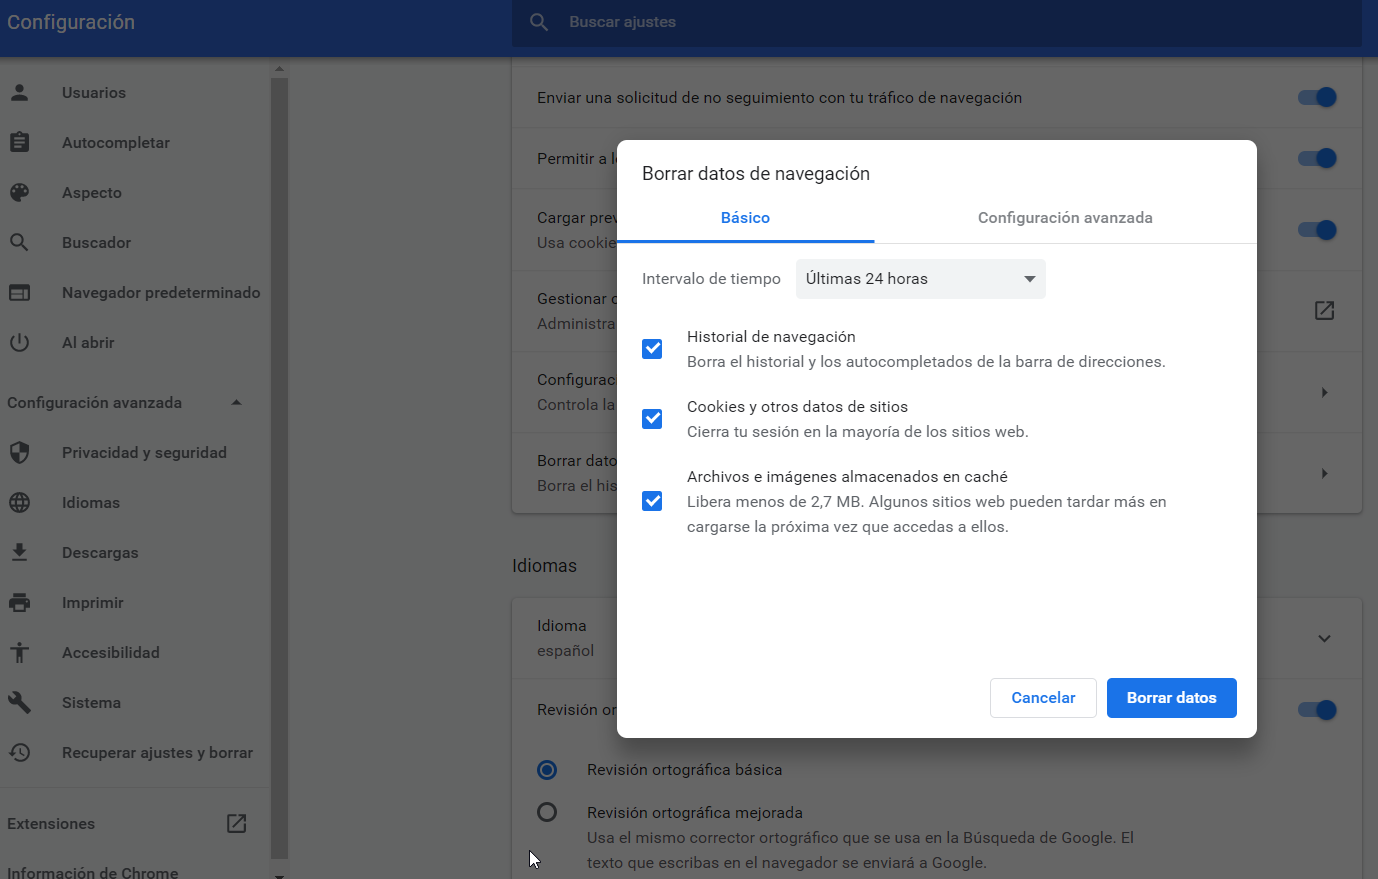 Configuración
Buscar ajustes
Usuarios
Autocompletar
Aspecto
Buscador
Navegador predeterminado
Al abrir
Configuración avanzada
Privacidad y seguridad
Idiomas
Descargas
Imprimir
Accesibilidad
Sistema
Recuperar ajustes y borrar
Extensiones
Información de Chrome
Enviar una solicitud de no seguimiento con tu tráfico de navegación
Permitir a
Cargar
Usa
Gestionar
Controla la
Borrar
Borra el
Borrar datos de navegación
Básico
Configuración avanzada
Intervalo de tiempo
Últimas 24 horas
Historial de navegación
Borra el historial y los autocompletados de la barra de direcciones.
Cookies y otros datos de sitios
Cierra tu sesión en la mayoría de los sitios web.
Archivos e imágenes almacenados en caché
Libera menos de 2,7 MB. Algunos sitios web pueden tardar más en
cargarse la próxima vez que accedas a ellos.
Cancelar
Borrar datos
Idiomas
Idioma
español
Revisión
Revisión ortográfica básica
Revisión ortográfica mejorada
Usa el mismo corrector ortográfico que se usa en la Búsqueda de Google. El
texto que escribas en el navegador se enviará a Google.